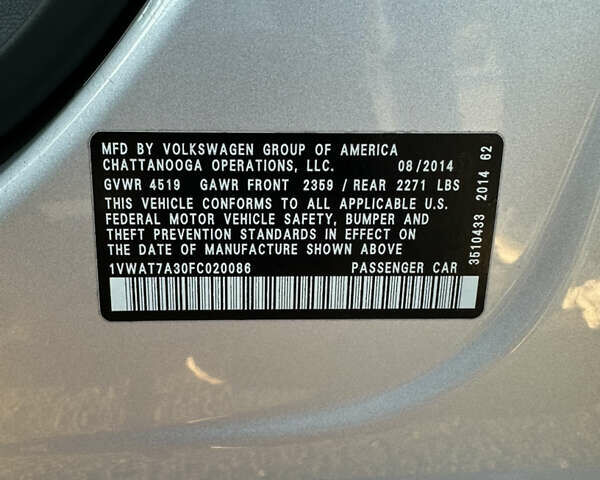 MFD BY VOLKSWAGEN GROUP OF AMERICA
CHATTANOOGA OPERATIONS, LLC. 08/2014
GVWR 4519 GAWR FRONT 2359 / REAR 2271 LBS
THIS VEHICLE CONFORMS TO ALL APPLICABLE U.S.
FEDERAL MOTOR VEHICLE SAFETY, BUMPER AND
THEFT PREVENTION STANDARDS IN EFFECT ON
THE DATE OF MANUFACTURE SHOWN ABOVE
1VWAT7A30FC020086 PASSENGER CAR
3510433 2014 62